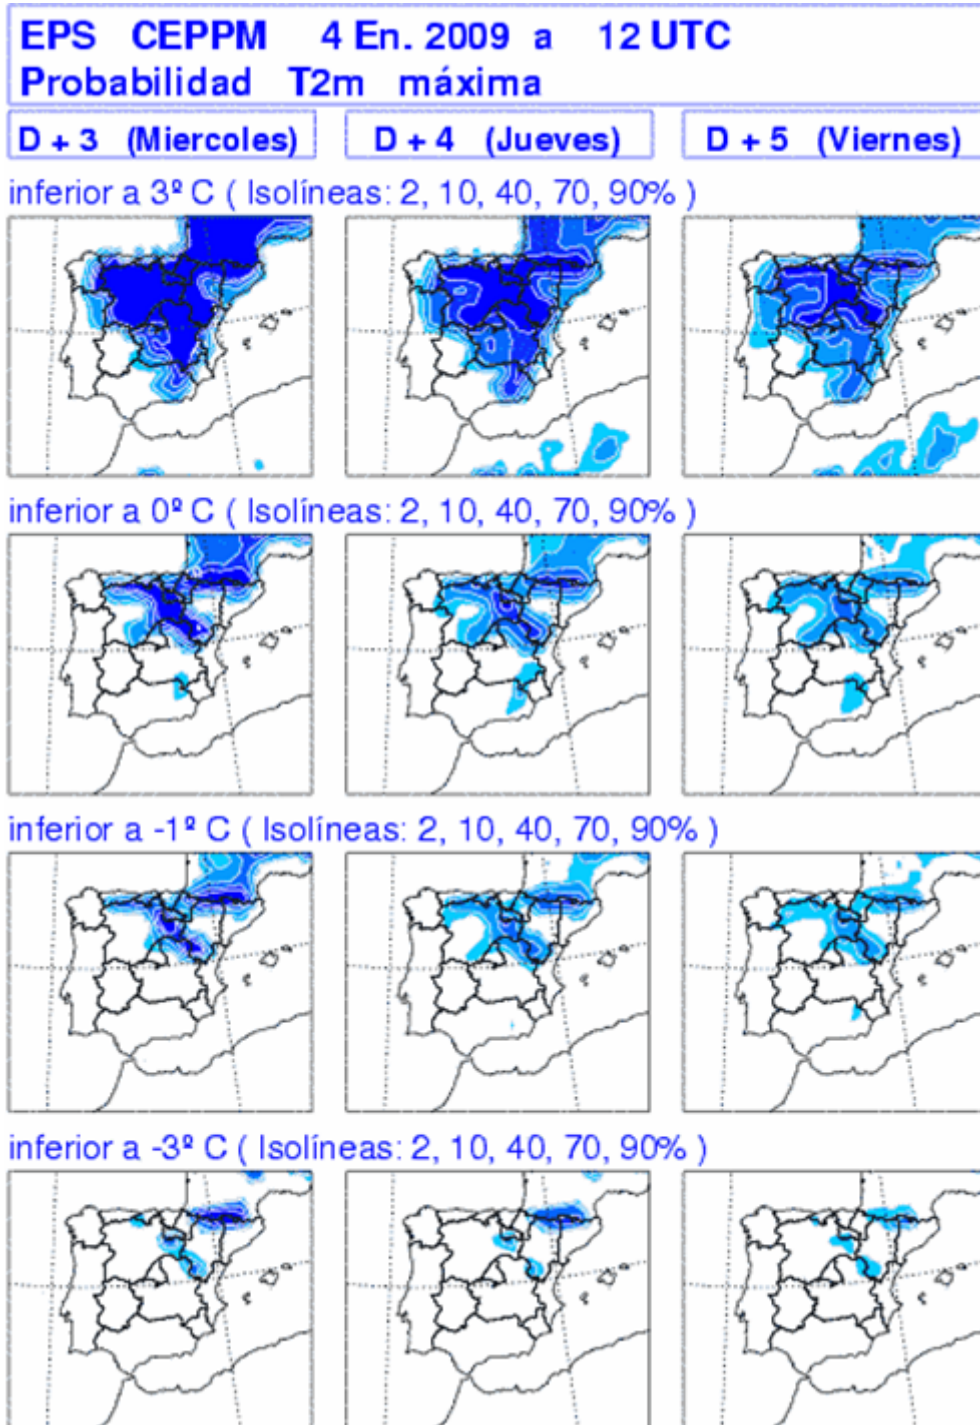 EPS CEPPM 4 En. 2009 a 12 UTC
Probabilidad T2m máxima
D + 3 (Miercoles) D + 4 (Jueves) D + 5 (Viernes)
inferior a 3º C ( Isolíneas: 2, 10, 40, 70, 90% )
inferior a 0º C ( Isolíneas: 2, 10, 40, 70, 90% )
inferior a -1º C ( Isolíneas: 2, 10, 40, 70, 90% )
inferior a -3º C ( Isolíneas: 2, 10, 40, 70, 90% )